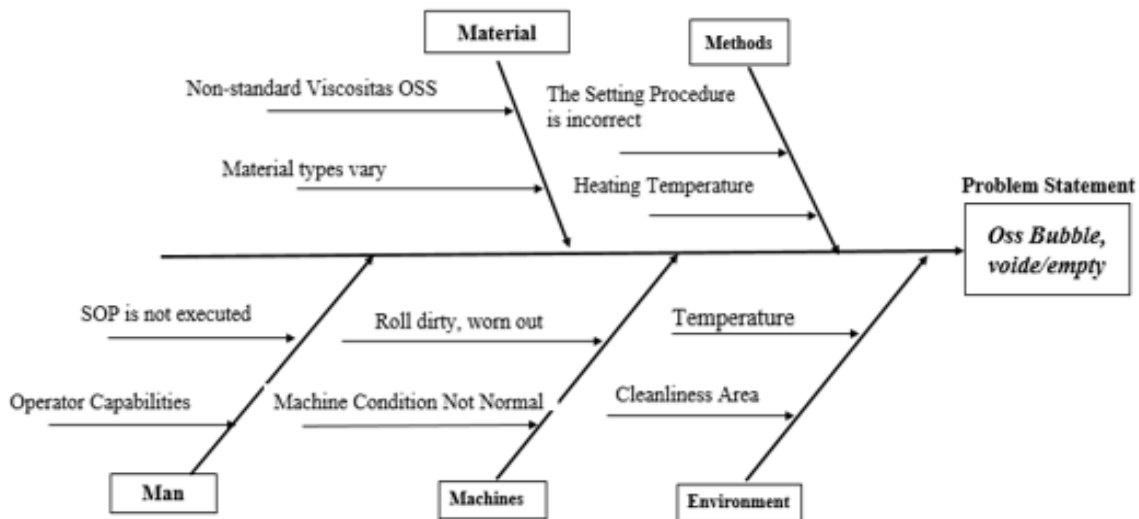 Material
Methods
Non-standard Viscositas OSS
The Setting Procedure
is incorrect
Material types vary
Heating Temperature
Problem Statement
Oss Bubble,
voide/empty
SOP is not executed
Roll dirty, worn out
Temperature
Operator Capabilities
Machine Condition Not Normal
Cleanliness Area
Man
Machines
Environment